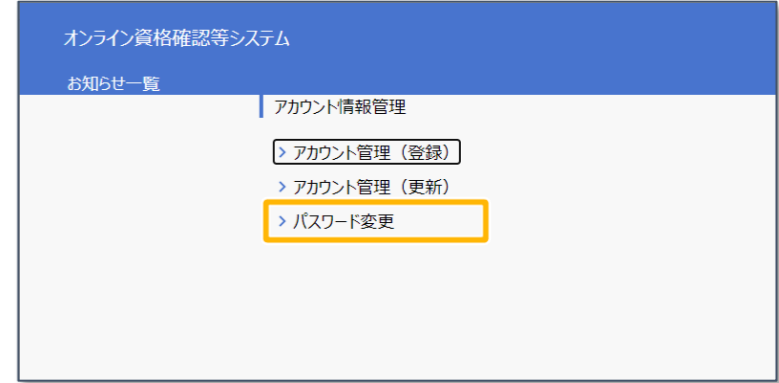 オンライン資格確認等システム
お知らせ一覧
アカウント情報管理
> アカウント管理（登録）
> アカウント管理（更新）
> パスワード変更